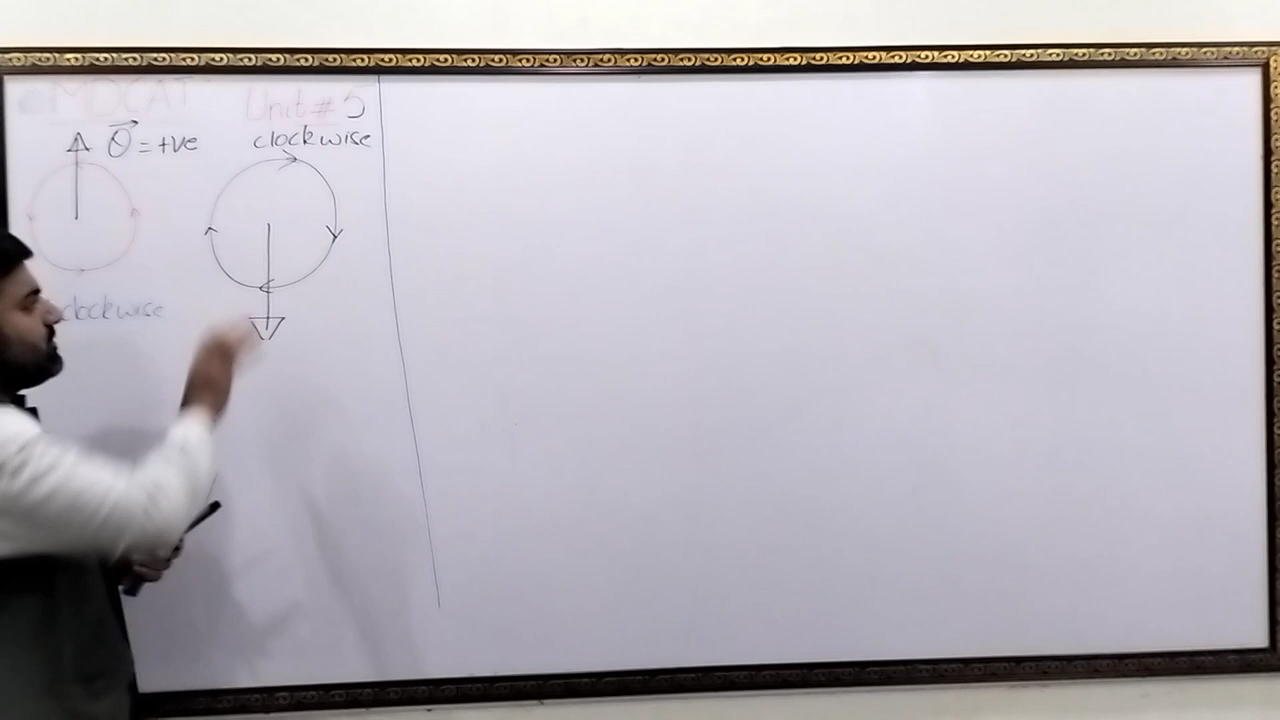 MDCAT Unit # 5
θ⃗ = +ve
clockwise
clockwise